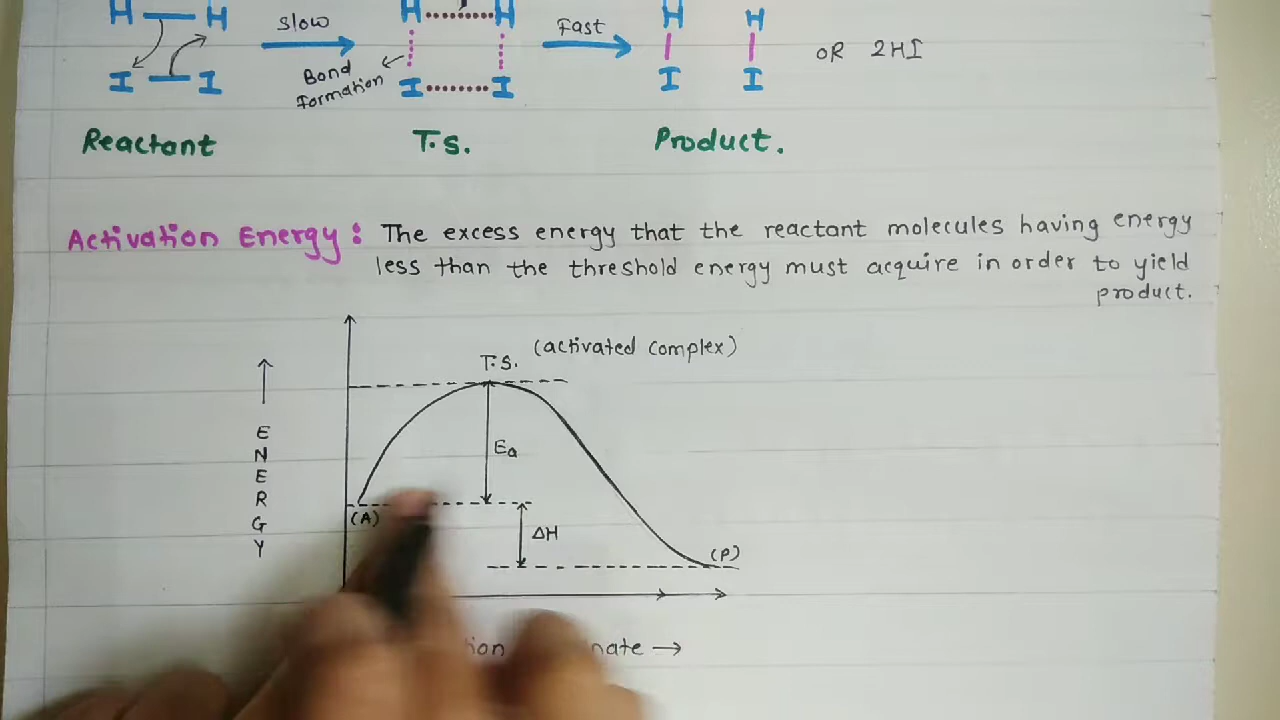 H H Slow H H Fast H H
OR 2HI
I I Bond Formation I I I I
Reactant T.S. Product.
Activation Energy: The excess energy that the reactant molecules having energy
less than the threshold energy must acquire in order to yield
product.
T.S. (activated complex)
ENERGY
Ea
(A)
ΔH
(P)